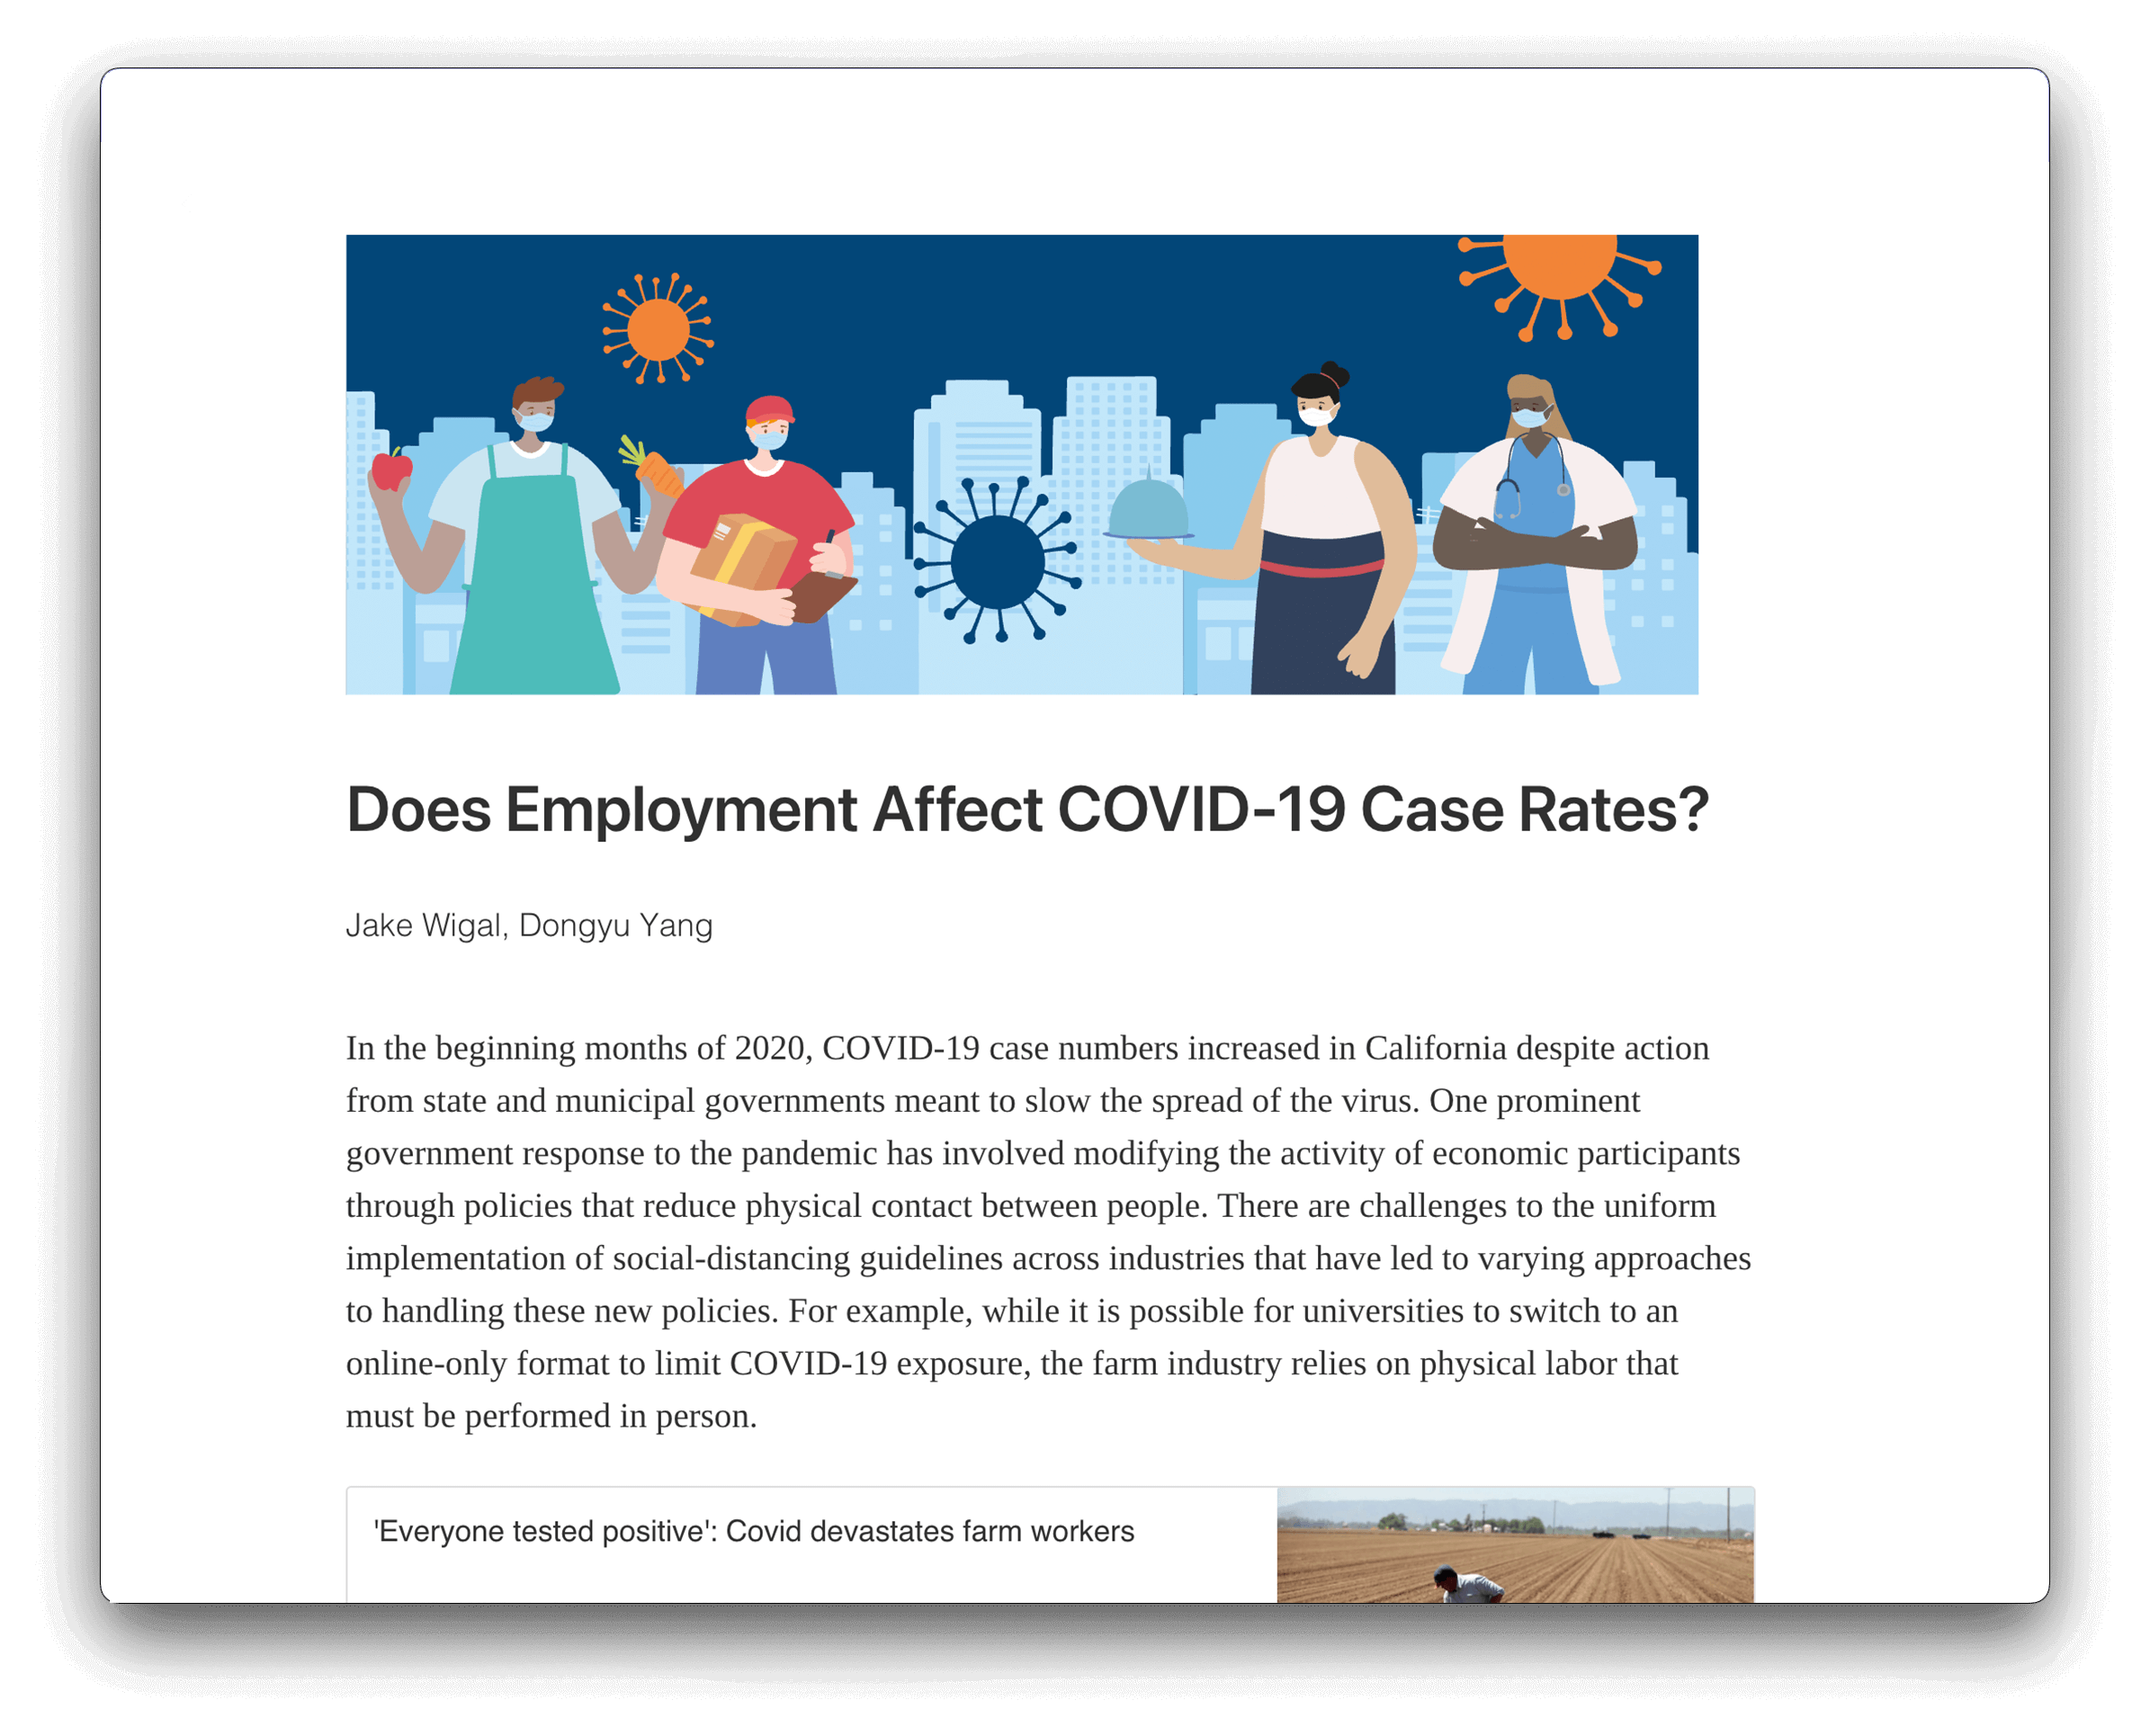 Does Employment Affect COVID-19 Case Rates?
Jake Wigal, Dongyu Yang
In the beginning months of 2020, COVID-19 case numbers increased in California despite action
from state and municipal governments meant to slow the spread of the virus. One prominent
government response to the pandemic has involved modifying the activity of economic participants
through policies that reduce physical contact between people. There are challenges to the uniform
implementation of social-distancing guidelines across industries that have led to varying approaches
to handling these new policies. For example, while it is possible for universities to switch to an
online-only format to limit COVID-19 exposure, the farm industry relies on physical labor that
must be performed in person.
'Everyone tested positive': Covid devastates farm workers